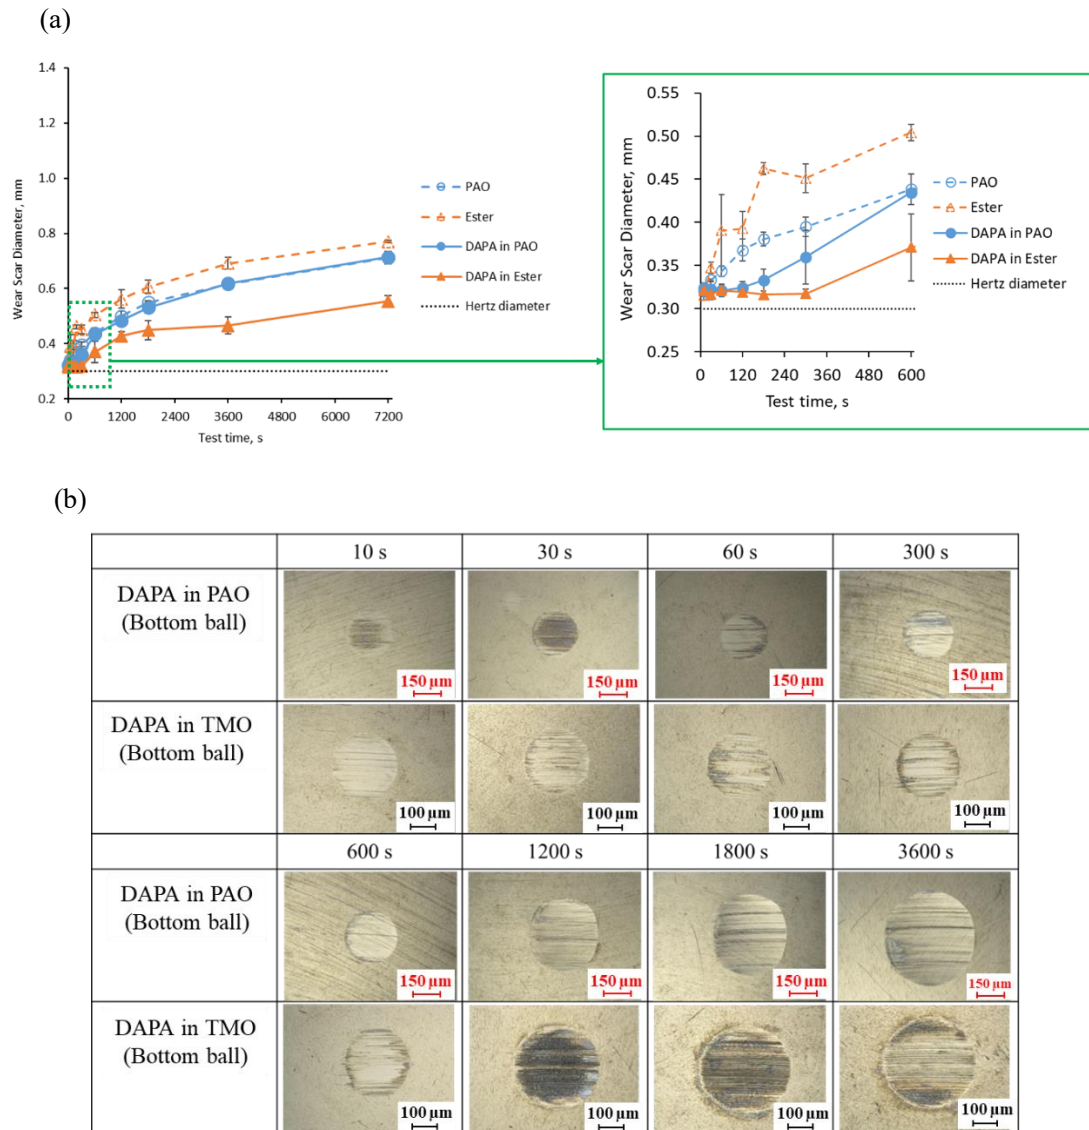 (a)
1.4
1.2
1.0
0.8
0.6
0.4
0.2
0
1200
2400
3600
4800
6000
7200
Wear Scar Diameter, mm
Test time, s
PAO
Ester
DAPA in PAO
DAPA in Ester
Hertz diameter
0.55
0.50
0.45
0.40
0.35
0.30
0.25
0
120
240
360
480
600
Wear Scar Diameter, mm
Test time, s
PAO
Ester
DAPA in PAO
DAPA in Ester
Hertz diameter
(b)
10 s
30 s
60 s
300 s
DAPA in PAO
(Bottom ball)
150 µm
150 µm
150 µm
150 µm
DAPA in TMO
(Bottom ball)
100 µm
100 µm
100 µm
100 µm
600 s
1200 s
1800 s
3600 s
DAPA in PAO
(Bottom ball)
150 µm
150 µm
150 µm
150 µm
DAPA in TMO
(Bottom ball)
100 µm
100 µm
100 µm
100 µm